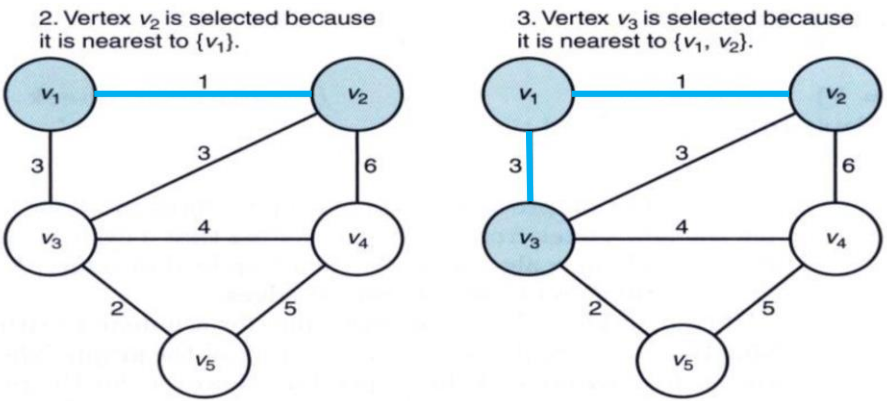 2. Vertex v₂ is selected because
it is nearest to {v₁}.
v₁
1
v₂
3
3
6
v₃
4
v₄
2
5
v₅
3. Vertex v₃ is selected because
it is nearest to {v₁, v₂}.
v₁
1
v₂
3
3
6
v₃
4
v₄
2
5
v₅